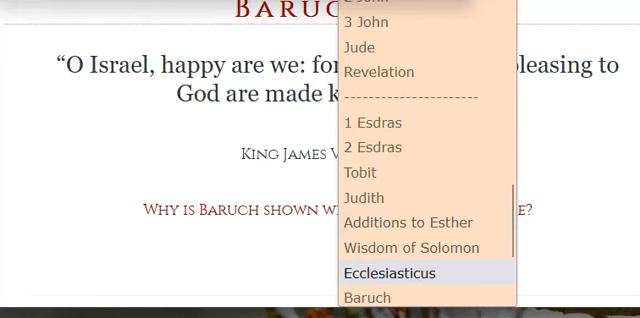 BARUC
“O Israel, happy are we: for
pleasing to
God are made k
KING JAMES V
WHY IS BARUCH SHOWN W
E?
3 John
Jude
Revelation
---------------------
1 Esdras
2 Esdras
Tobit
Judith
Additions to Esther
Wisdom of Solomon
Ecclesiasticus
Baruch